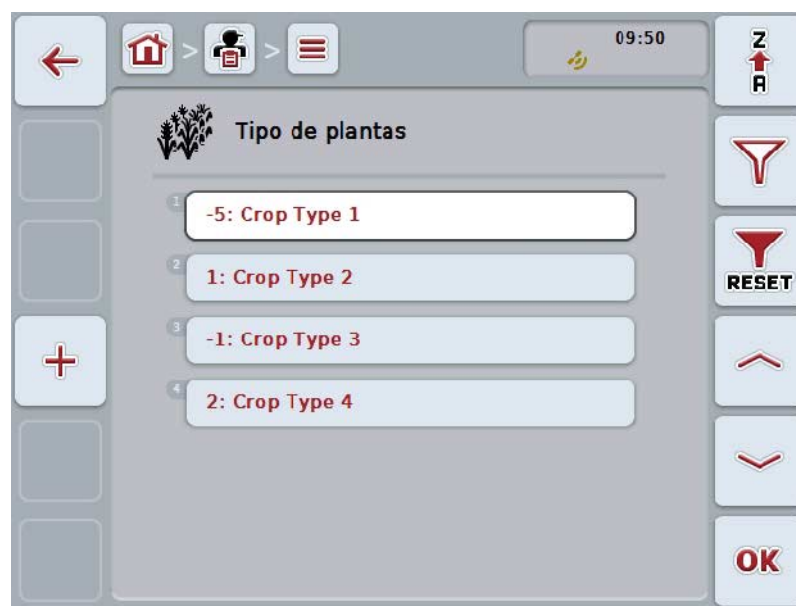 09:50
Z
A
Tipo de plantas
1
-5: Crop Type 1
2
1: Crop Type 2
RESET
3
-1: Crop Type 3
4
2: Crop Type 4
OK